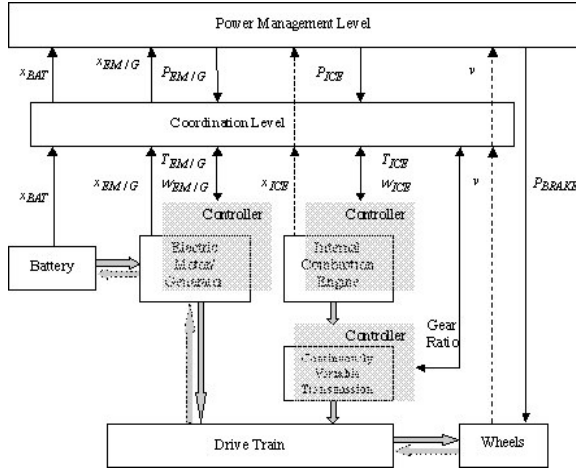 Power Management Level
x_BAT
x_EM/G
P_EM/G
P_ICE
v
Coordination Level
x_BAT
x_EM/G
T_EM/G
w_EM/G
x_ICE
T_ICE
w_ICE
v
P_BRAKE
Controller
Controller
Battery
Electric
Motor/
Generator
Internal
Combustion
Engine
Controller
Gear
Ratio
Continuously
Variable
Transmission
Drive Train
Wheels